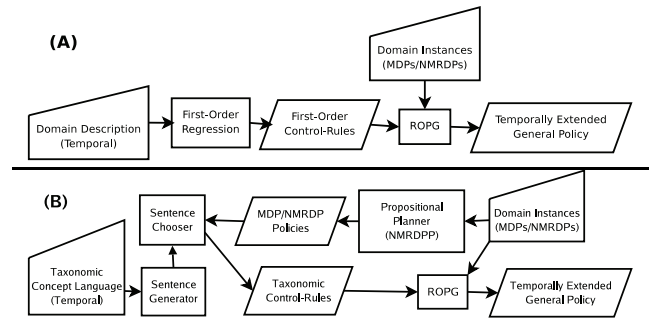 (A)
Domain Instances
(MDPs/NMRDPs)
Domain Description
(Temporal)
First-Order
Regression
First-Order
Control-Rules
ROPG
Temporally Extended
General Policy
(B)
Sentence
Chooser
MDP/NMRDP
Policies
Propositional
Planner
(NMRDPP)
Domain Instances
(MDPs/NMRDPs)
Taxonomic
Concept Language
(Temporal)
Sentence
Generator
Taxonomic
Control-Rules
ROPG
Temporally Extended
General Policy